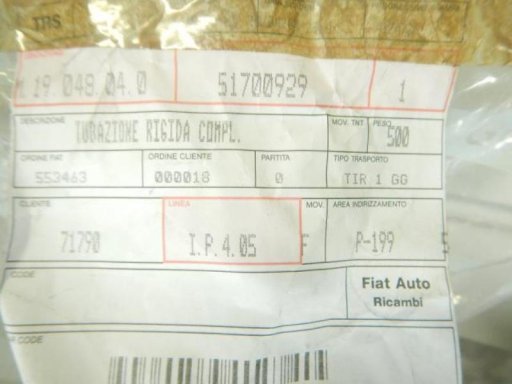 TRS
19 048 04.0 51700929 1
DESCRIZIONE MOV. TNT PESO
TUBAZIONE RIGIDA COMPL. 500
ORDINE FIAT ORDINE CLIENTE PARTITA TIPO TRASPORTO
553463 000018 0 TIR 1 GG
CLIENTE LINEA MOV. AREA INDIRIZZAMENTO
71790 I.P.4.05 F P-199 5
CODE
Fiat Auto
Ricambi
CODE